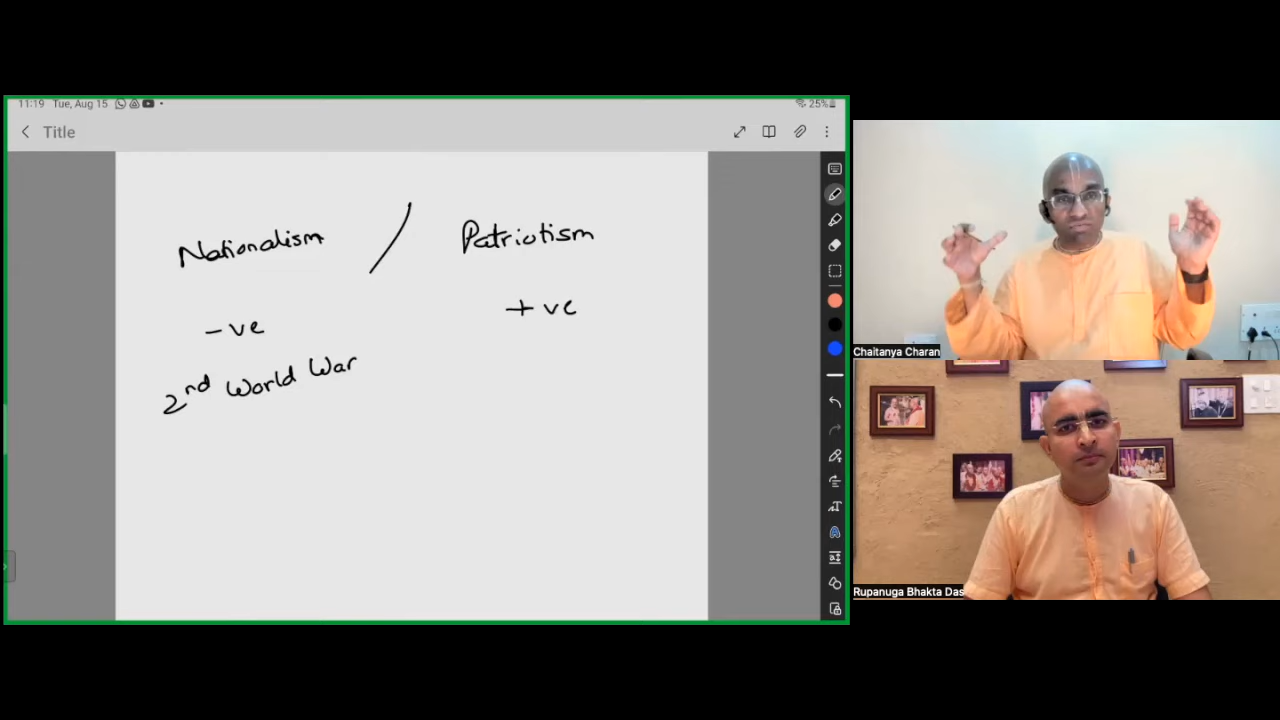 11:19 Tue, Aug 15 25%
Title
Nationalism / Patriotism
-ve +ve
2nd World War
Chaitanya Charan
Rupanuga Bhakta Das